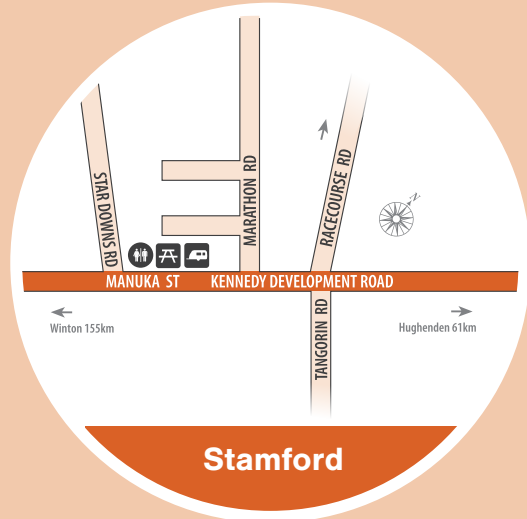 STAR DOWNS RD
MARATHON RD
RACECOURSE RD
N
MANUKA ST
KENNEDY DEVELOPMENT ROAD
Winton 155km
TANGORIN RD
Hughenden 61km
Stamford